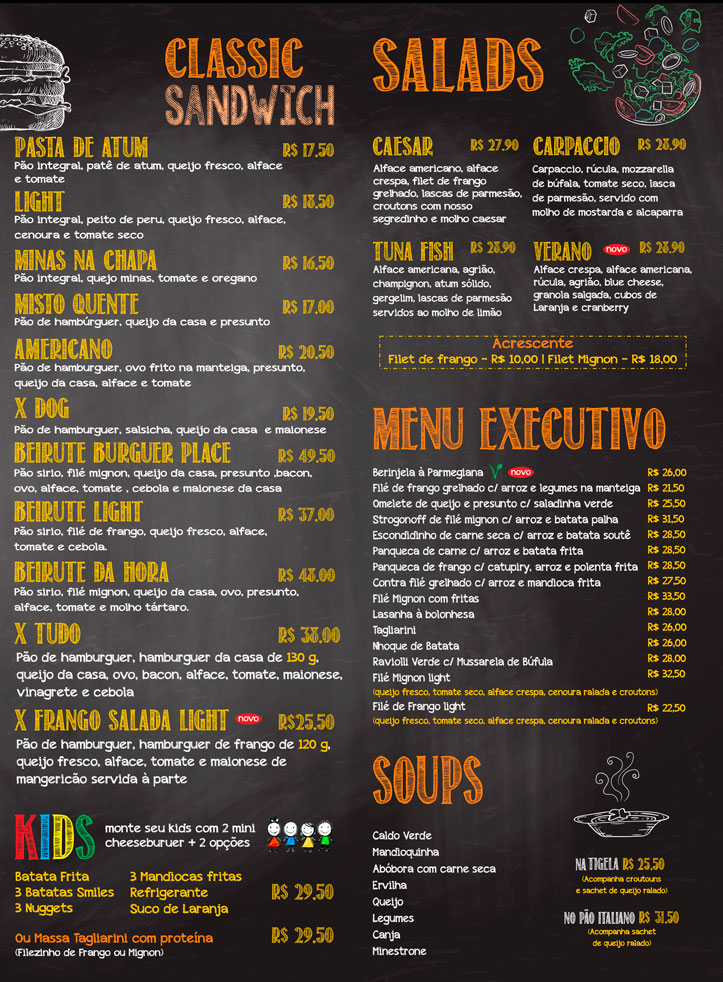 CLASSIC
SANDWICH
PASTA DE ATUM R$ 17,50
Pão integral, patê de atum, queijo fresco, alface
e tomate
LIGHT R$ 18,50
Pão integral, peito de peru, queijo fresco, alface,
cenoura e tomate seco
MINAS NA CHAPA R$ 16,50
Pão integral, quejo minas, tomate e oregano
MISTO QUENTE R$ 17,00
Pão de hambúrguer, queijo da casa e presunto
AMERICANO R$ 20,50
Pão de hamburguer, ovo frito na manteiga, presunto,
queijo da casa, alface e tomate
X DOG R$ 19,50
Pão de hamburguer, salsicha, queijo da casa e maionese
BEIRUTE BURGUER PLACE R$ 49,50
Pão sirio, filé mignon, queijo da casa, presunto ,bacon,
ovo, alface, tomate , cebola e maionese da casa
BEIRUTE LIGHT R$ 37,00
Pão sirio, filé de frango, queijo fresco, alface,
tomate e cebola.
BEIRUTE DA HORA R$ 48,00
Pão sirio, filé mignon, queijo da casa, ovo, presunto,
alface, tomate e molho tártaro.
X TUDO R$ 38,00
Pão de hamburguer, hamburguer da casa de 130 g,
queijo da casa, ovo, bacon, alface, tomate, maionese,
vinagrete e cebola
X FRANGO SALADA LIGHT novo R$25,50
Pão de hamburguer, hamburguer de frango de 120 g,
queijo fresco, alface, tomate e maionese de
mangericão servida à parte
KIDS
monte seu kids com 2 mini
cheeseburuer + 2 opções
Batata Frita 3 Mandiocas fritas
3 Batatas Smiles Refrigerante R$ 29,50
3 Nuggets Suco de Laranja
Ou Massa Tagliarini com proteína R$ 29,50
(Filezinho de Frango ou Mignon)
SALADS
CAESAR R$ 27,90
Alface americano, alface
crespa, filet de frango
grelhado, lascas de parmesão,
croutons com nosso
segredinho e molho caesar
CARPACCIO R$ 28,90
Carpaccio, rúcula, mozzarella
de búfala, tomate seco, lasca
de parmesão, servido com
molho de mostarda e alcaparra
TUNA FISH R$ 28,90
Alface americana, agrião,
champignon, atum sólido,
gergelim, lascas de parmesão
servidos ao molho de limão
VERANO novo R$ 28,90
Alface crespa, alface americana,
rúcula, agrião, blue cheese,
granola salgada, cubos de
Laranja e cranberry
Acrescente
Filet de frango - R$ 10,00 | Filet Mignon - R$ 18,00
MENU EXECUTIVO
Berinjela à Parmegiana novo R$ 26,00
Filé de frango grelhado c/ arroz e legumes na manteiga R$ 21,50
Omelete de queijo e presunto c/ saladinha verde R$ 25,50
Strogonoff de filé mignon c/ arroz e batata palha R$ 31,50
Escondidinho de carne seca c/ arroz e batata soutê R$ 28,50
Panqueca de carne c/ arroz e batata frita R$ 28,50
Panqueca de frango c/ catupiry, arroz e polenta frita R$ 28,50
Contra filé grelhado c/ arroz e mandioca frita R$ 27,50
Filé Mignon com fritas R$ 33,50
Lasanha à bolonhesa R$ 28,00
Tagliarini R$ 26,00
Nhoque de Batata R$ 26,00
Raviolli Verde c/ Mussarela de Búfula R$ 28,00
Filé Mignon light R$ 32,50
(queijo fresco, tomate seco, alface crespa, cenoura ralada e croutons)
Filé de Frango light R$ 22,50
(queijo fresco, tomate seco, alface crespa, cenoura ralada e croutons)
SOUPS
Caldo Verde
Mandioquinha
Abóbora com carne seca
Ervilha
Queijo
Legumes
Canja
Minestrone
NA TIGELA R$ 25,50
(Acompanha croutouns
e sachet de queijo ralado)
NO PÃO ITALIANO R$ 31,50
(Acompanha sachet
de queijo ralado)